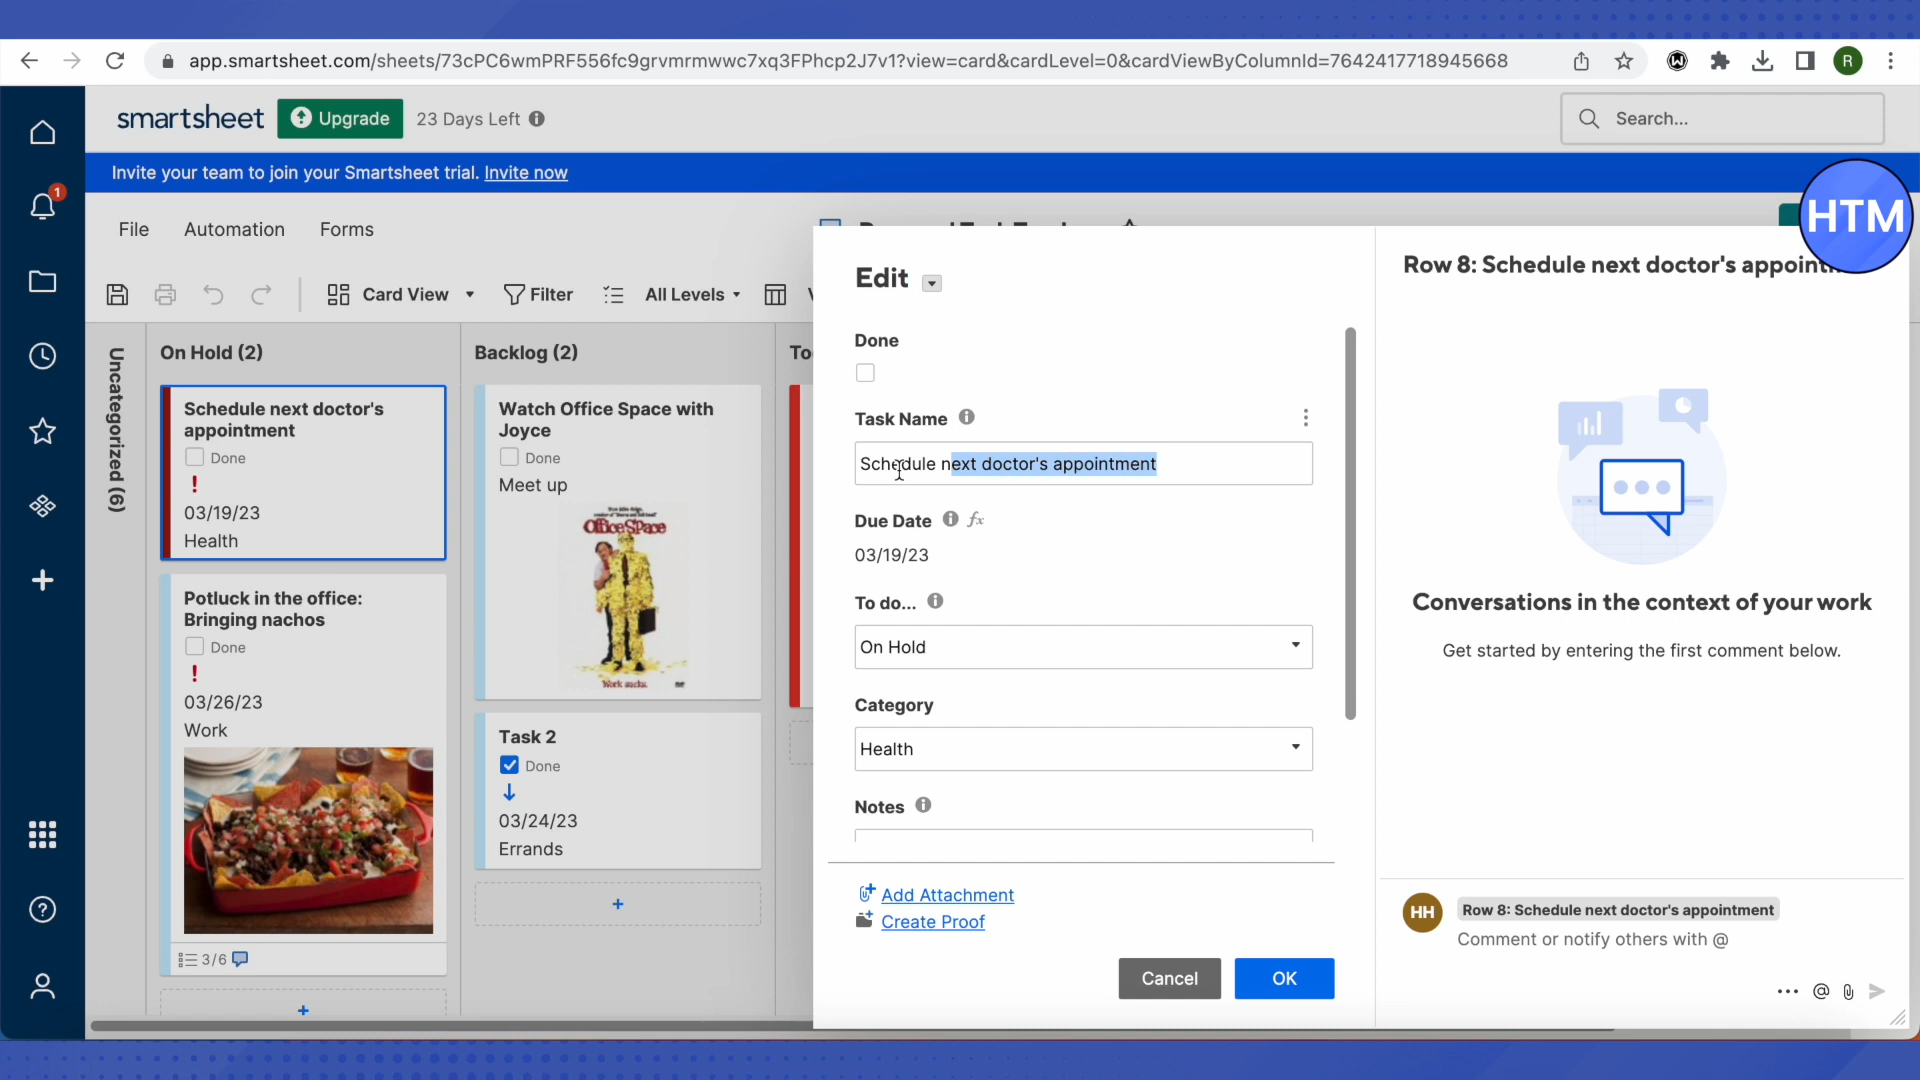 app.smartsheet.com/sheets/73cPC6wmPRF556fc9grvmrmwwc7xq3FPhcp2J7v1?view=card&cardLevel=0&cardViewByColumnId=7642417718945668
R
smartsheet
Upgrade
23 Days Left
Search...
Invite your team to join your Smartsheet trial. Invite now
1
HTM
File
Automation
Forms
Card View
Filter
All Levels
Uncategorized (6)
On Hold (2)
Schedule next doctor's
appointment
Done
!
03/19/23
Health
Potluck in the office:
Bringing nachos
Done
!
03/26/23
Work
3/6
+
Backlog (2)
Watch Office Space with
Joyce
Done
Meet up
Office Space
Work sucks.
Task 2
Done
03/24/23
Errands
+
To
Edit
Done
Task Name
Schedule next doctor's appointment
Due Date fx
03/19/23
To do...
On Hold
Category
Health
Notes
Add Attachment
Create Proof
Cancel
OK
Row 8: Schedule next doctor's appoint
Conversations in the context of your work
Get started by entering the first comment below.
HH
Row 8: Schedule next doctor's appointment
Comment or notify others with @
@